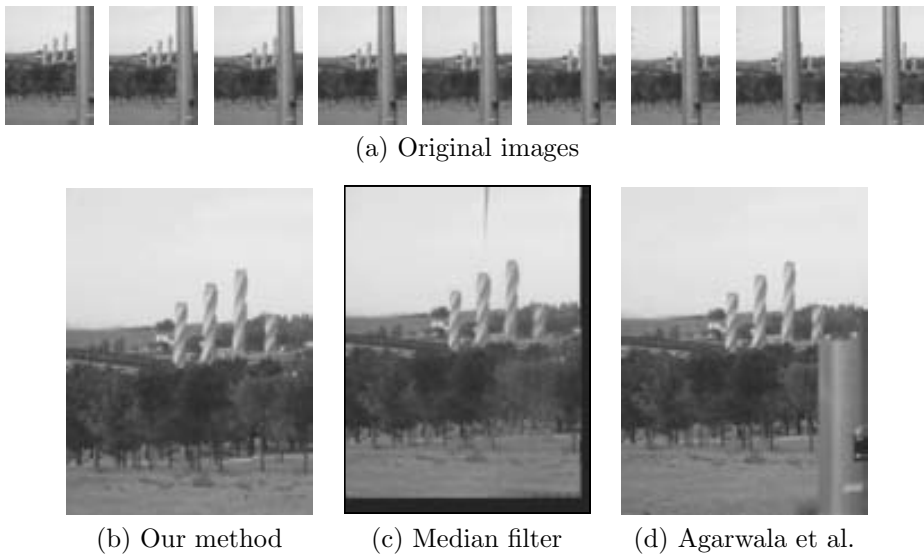 (a) Original images
(b) Our method
(c) Median filter
(d) Agarwala et al.